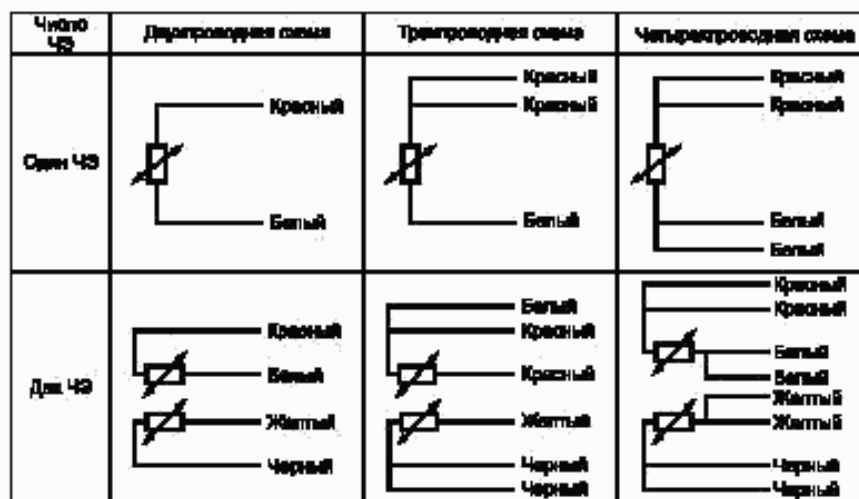 Число Двухпроводная схема Трехпроводная схема Четырехпроводная схема
ЧЭ
Красный Красный
Красный Красный Красный
Один ЧЭ
Белый Белый Белый
Белый
Красный
Белый Красный
Красный Красный
Белый
Два ЧЭ Белый Красный Белый
Желтый
Желтый Желтый Желтый
Черный Черный Черный
Черный Черный